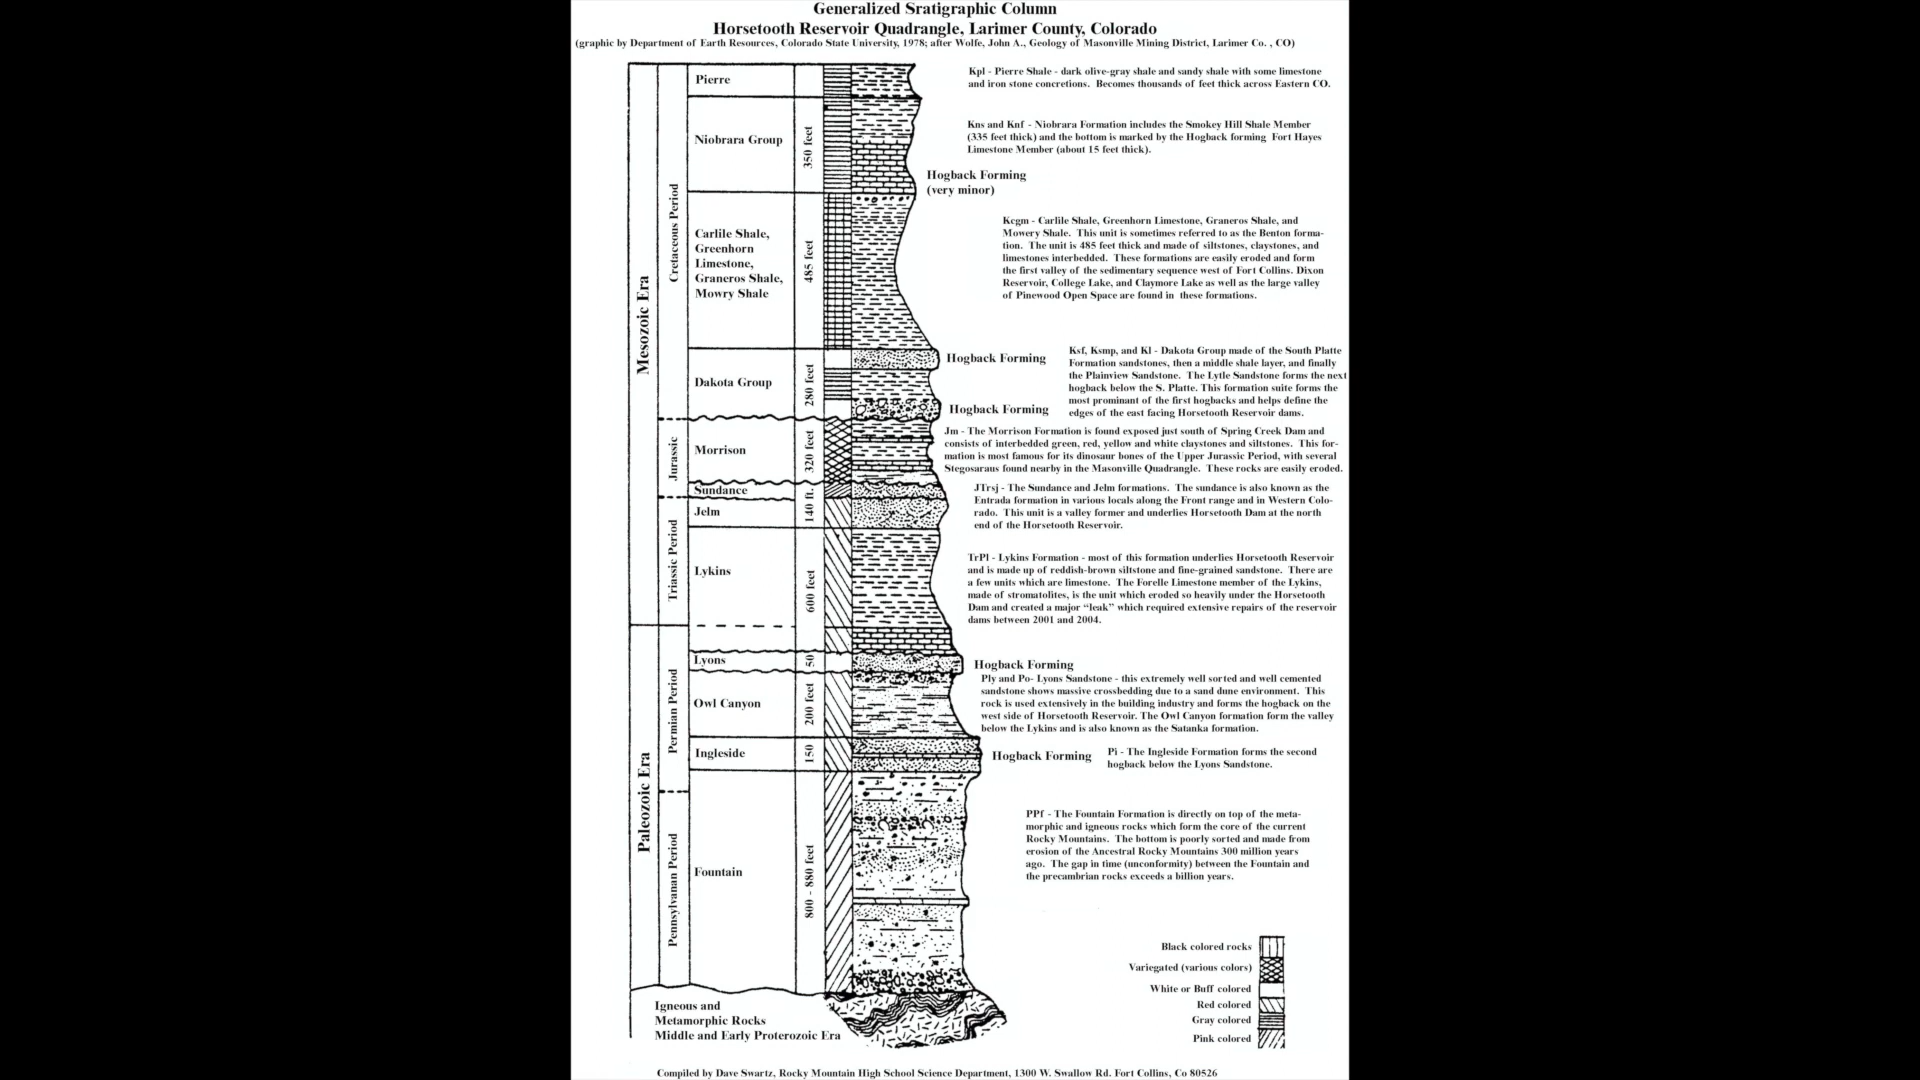 Generalized Sratigraphic Column
Horsetooth Reservoir Quadrangle, Larimer County, Colorado
(graphic by Department of Earth Resources, Colorado State University, 1978; after Wolfe, John A., Geology of Masonville Mining District, Larimer Co. , CO)
Mesozoic Era
Paleozoic Era
Cretaceous Period
Jurassic
Triassic Period
Permian Period
Pennsylvanan Period
Pierre
Kpl - Pierre Shale - dark olive-gray shale and sandy shale with some limestone
and iron stone concretions. Becomes thousands of feet thick across Eastern CO.
Niobrara Group
350 feet
Kns and Knf - Niobrara Formation includes the Smokey Hill Shale Member
(335 feet thick) and the bottom is marked by the Hogback forming Fort Hayes
Limestone Member (about 15 feet thick).
Hogback Forming
(very minor)
Carlile Shale,
Greenhorn
Limestone,
Graneros Shale,
Mowry Shale
485 feet
Kcgm - Carlile Shale, Greenhorn Limestone, Graneros Shale, and
Mowery Shale. This unit is sometimes referred to as the Benton forma-
tion. The unit is 485 feet thick and made of siltstones, claystones, and
limestones interbedded. These formations are easily eroded and form
the first valley of the sedimentary sequence west of Fort Collins. Dixon
Reservoir, College Lake, and Claymore Lake as well as the large valley
of Pinewood Open Space are found in these formations.
Dakota Group
280 feet
Hogback Forming
Hogback Forming
Ksf, Ksmp, and Kl - Dakota Group made of the South Platte
Formation sandstones, then a middle shale layer, and finally
the Plainview Sandstone. The Lytle Sandstone forms the next
hogback below the S. Platte. This formation suite forms the
most prominant of the first hogbacks and helps define the
edges of the east facing Horsetooth Reservoir dams.
Morrison
320 feet
Jm - The Morrison Formation is found exposed just south of Spring Creek Dam and
consists of interbedded green, red, yellow and white claystones and siltstones. This for-
mation is most famous for its dinosaur bones of the Upper Jurassic Period, with several
Stegosaraus found nearby in the Masonville Quadrangle. These rocks are easily eroded.
Sundance
Jelm
140 ft.
JTrsj - The Sundance and Jelm formations. The sundance is also known as the
Entrada formation in various locals along the Front range and in Western Colo-
rado. This unit is a valley former and underlies Horsetooth Dam at the north
end of the Horsetooth Reservoir.
Lykins
600 feet
TrPl - Lykins Formation - most of this formation underlies Horsetooth Reservoir
and is made up of reddish-brown siltstone and fine-grained sandstone. There are
a few units which are limestone. The Forelle Limestone member of the Lykins,
made of stromatolites, is the unit which eroded so heavily under the Horsetooth
Dam and created a major “leak” which required extensive repairs of the reservoir
dams between 2001 and 2004.
Lyons
50
Hogback Forming
Ply and Po- Lyons Sandstone - this extremely well sorted and well cemented
sandstone shows massive crossbedding due to a sand dune environment. This
rock is used extensively in the building industry and forms the hogback on the
west side of Horsetooth Reservoir. The Owl Canyon formation form the valley
below the Lykins and is also known as the Satanka formation.
Owl Canyon
200 feet
Ingleside
150
Hogback Forming
Pi - The Ingleside Formation forms the second
hogback below the Lyons Sandstone.
Fountain
800 - 880 feet
PPf - The Fountain Formation is directly on top of the meta-
morphic and igneous rocks which form the core of the current
Rocky Mountains. The bottom is poorly sorted and made from
erosion of the Ancestral Rocky Mountains 300 million years
ago. The gap in time (unconformity) between the Fountain and
the precambrian rocks exceeds a billion years.
Igneous and
Metamorphic Rocks
Middle and Early Proterozoic Era
Black colored rocks
Variegated (various colors)
White or Buff colored
Red colored
Gray colored
Pink colored
Compiled by Dave Swartz, Rocky Mountain High School Science Department, 1300 W. Swallow Rd. Fort Collins, Co 80526